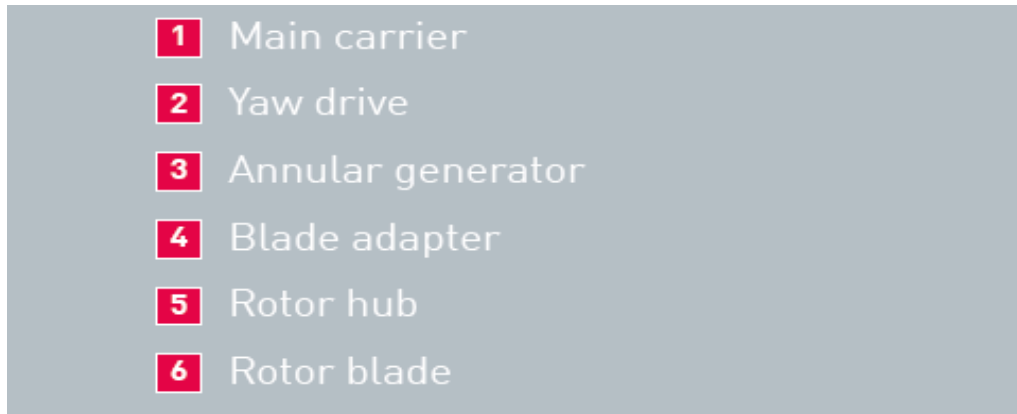 1 Main carrier
2 Yaw drive
3 Annular generator
4 Blade adapter
5 Rotor hub
6 Rotor blade